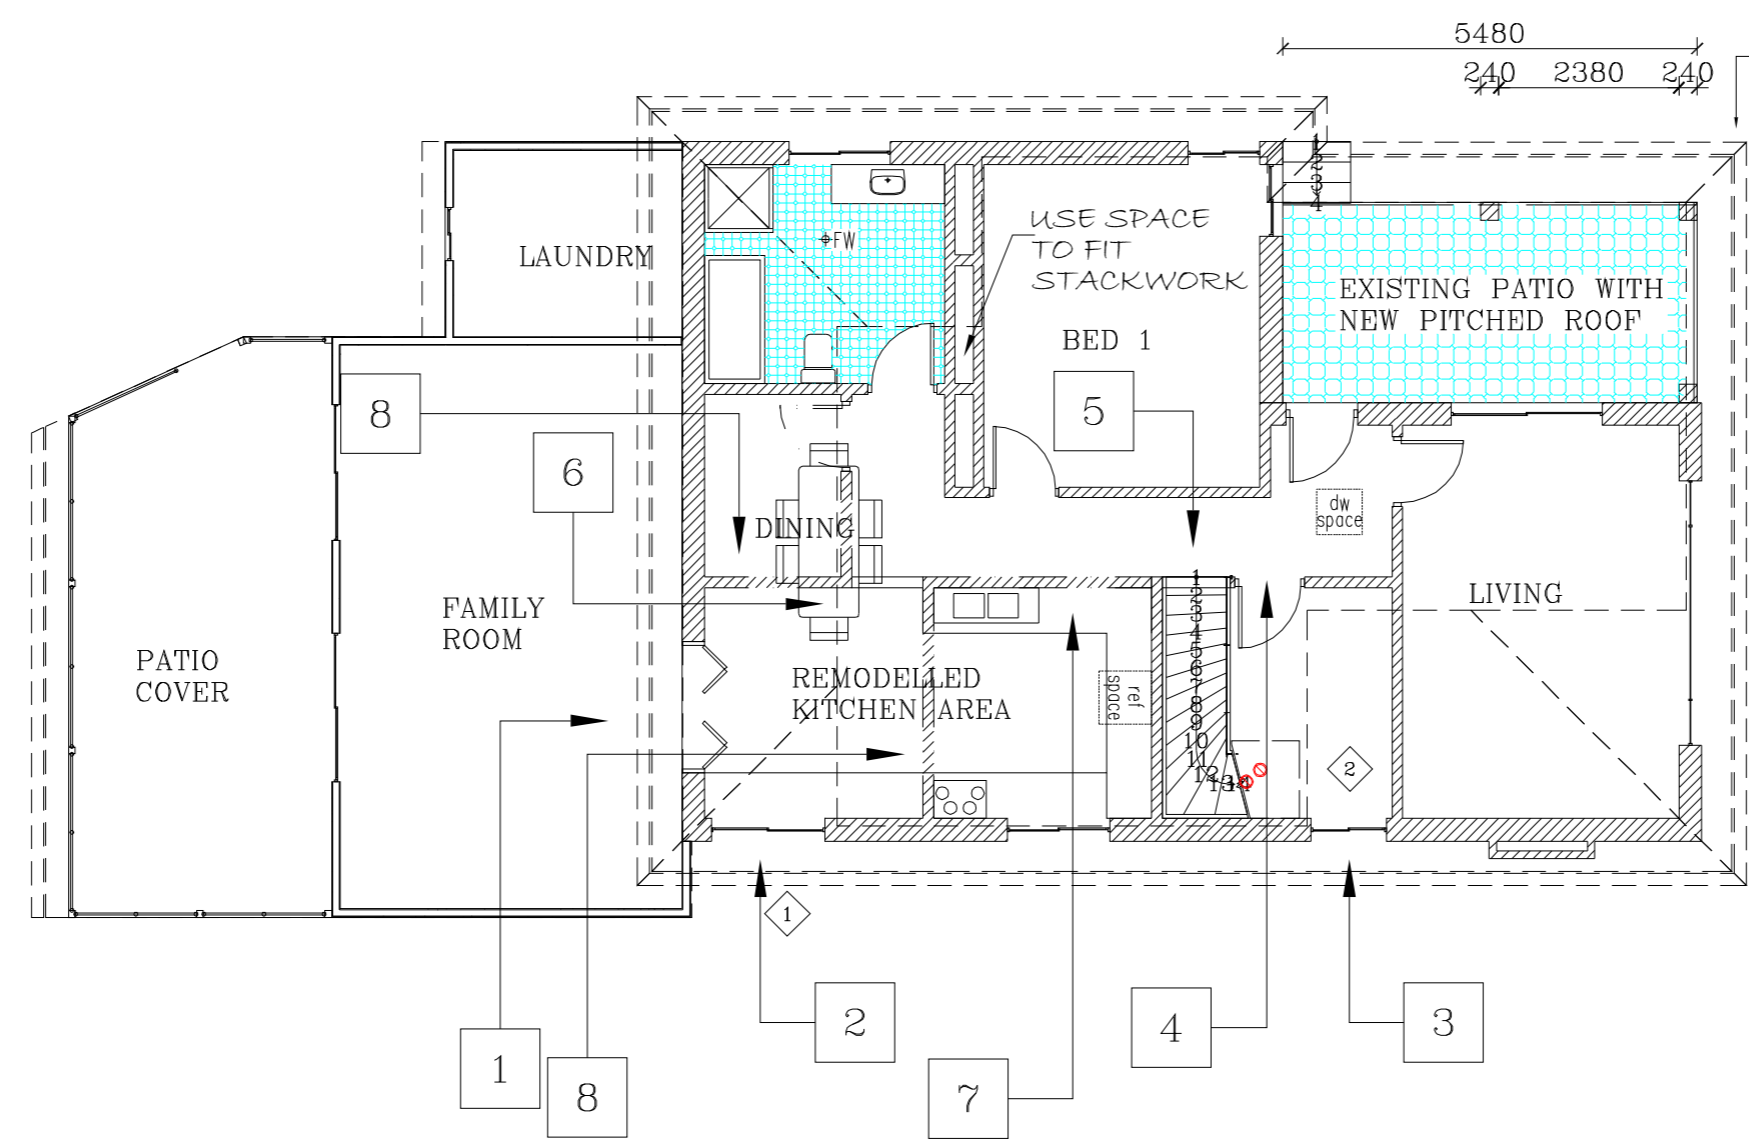 5480
240 2380 240
1
2
3
4
LAUNDRY
FW
USE SPACE
TO FIT
STACKWORK
EXISTING PATIO WITH
NEW PITCHED ROOF
BED 1
8
5
6
dw
space
DINING
FAMILY
ROOM
LIVING
PATIO
COVER
REMODELLED
KITCHEN AREA
ref
space
1
2
3
4
5
6
7
8
9
10
11
12
13
14
2
1
2
4
3
1
8
7